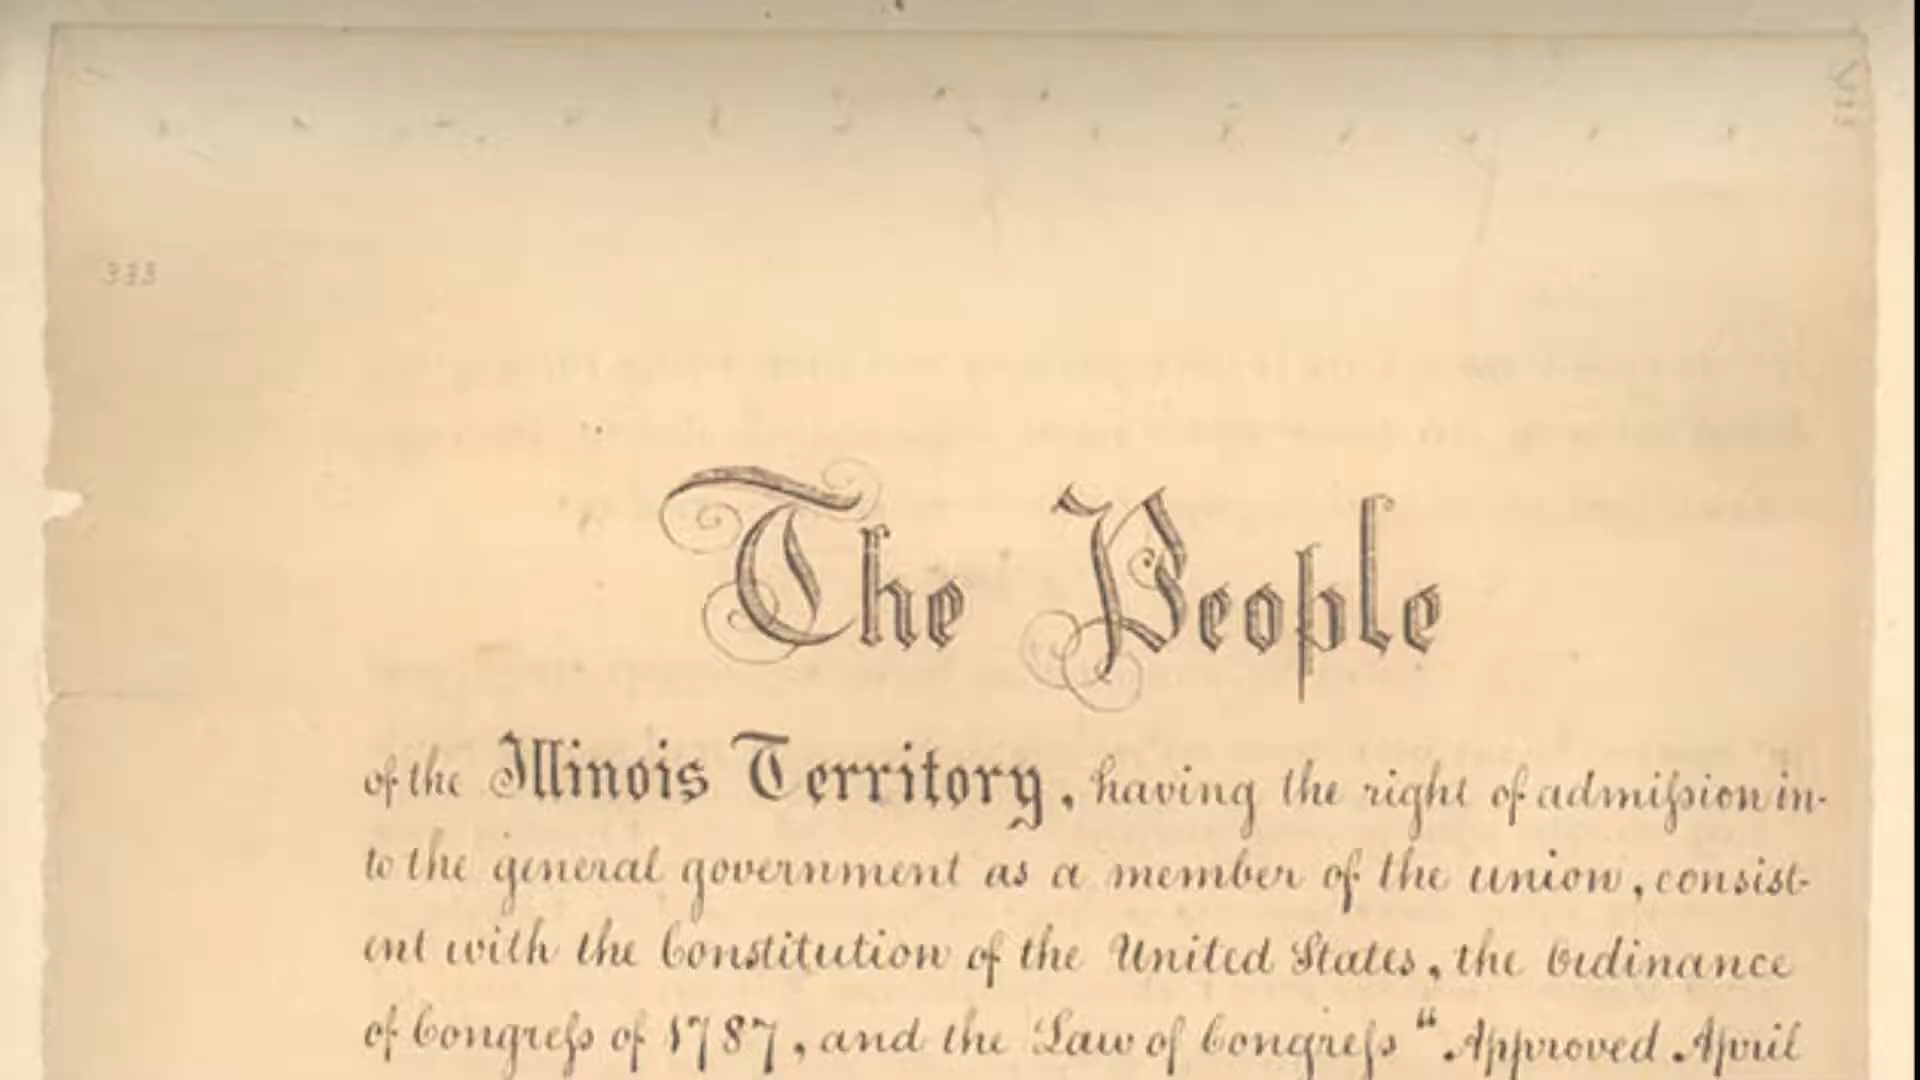 333
The People
of the Illinois Territory, having the right of admiſsion in-
to the general government as a member of the union, consist-
ent with the Constitution of the United States, the Ordinance
of Congreſs of 1787, and the Law of Congreſs “Approved April